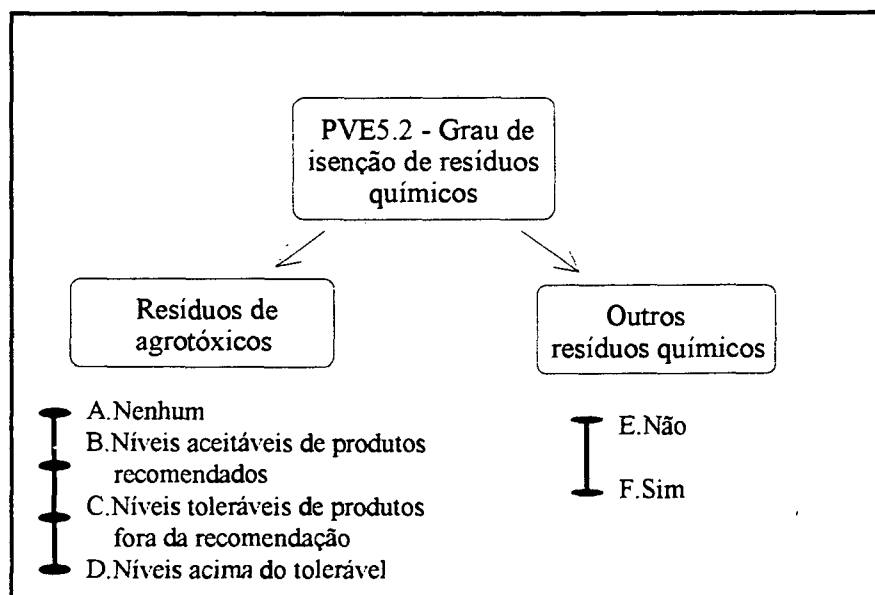 PVE5.2 - Grau de
isenção de resíduos
químicos
Resíduos de
agrotóxicos
Outros
resíduos químicos
A.Nenhum
B.Níveis aceitáveis de produtos
recomendados
C.Níveis toleráveis de produtos
fora da recomendação
D.Níveis acima do tolerável
E.Não
F.Sim